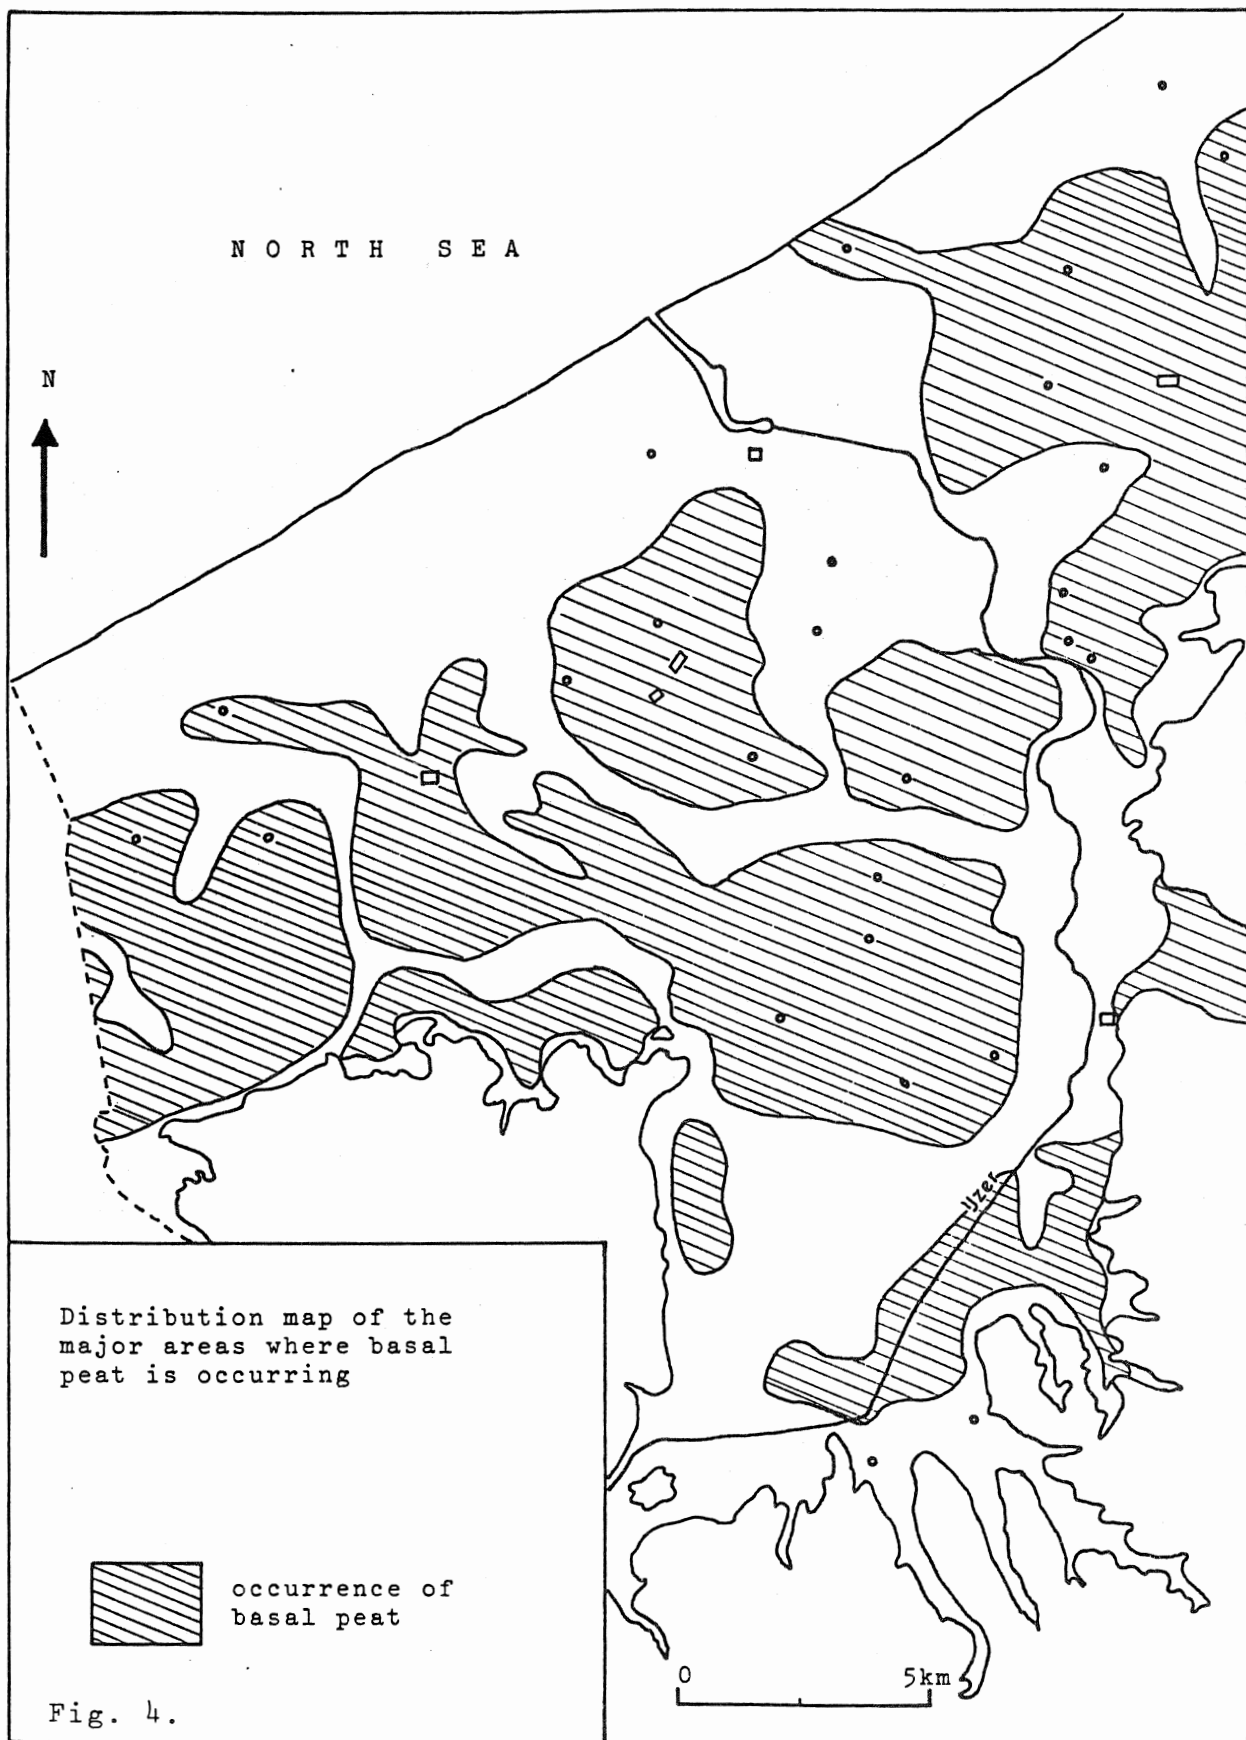 NORTH SEA
N
IJzer
Distribution map of the
major areas where basal
peat is occurring
occurrence of
basal peat
0 5km
Fig. 4.